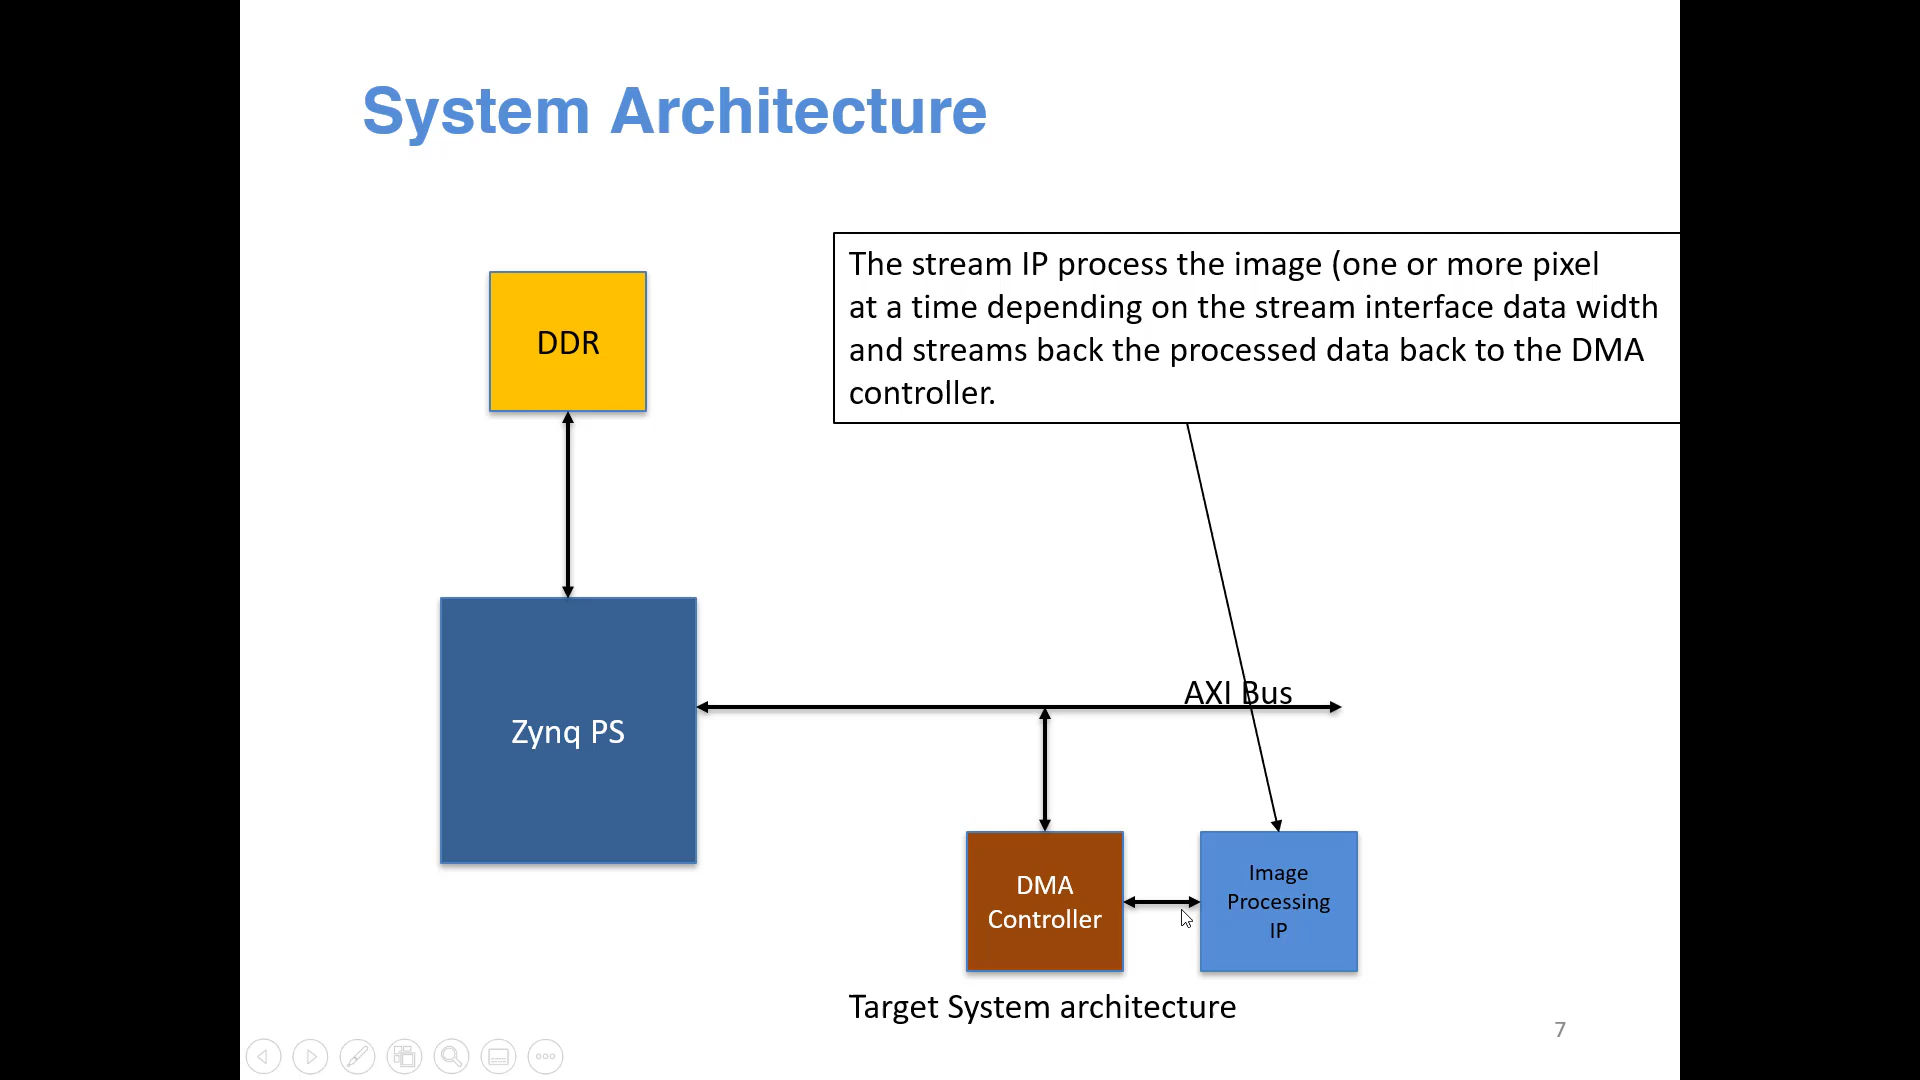 System Architecture
The stream IP process the image (one or more pixel
at a time depending on the stream interface data width
and streams back the processed data back to the DMA
controller.
DDR
Zynq PS
AXI Bus
DMA
Controller
Image
Processing
IP
Target System architecture
7